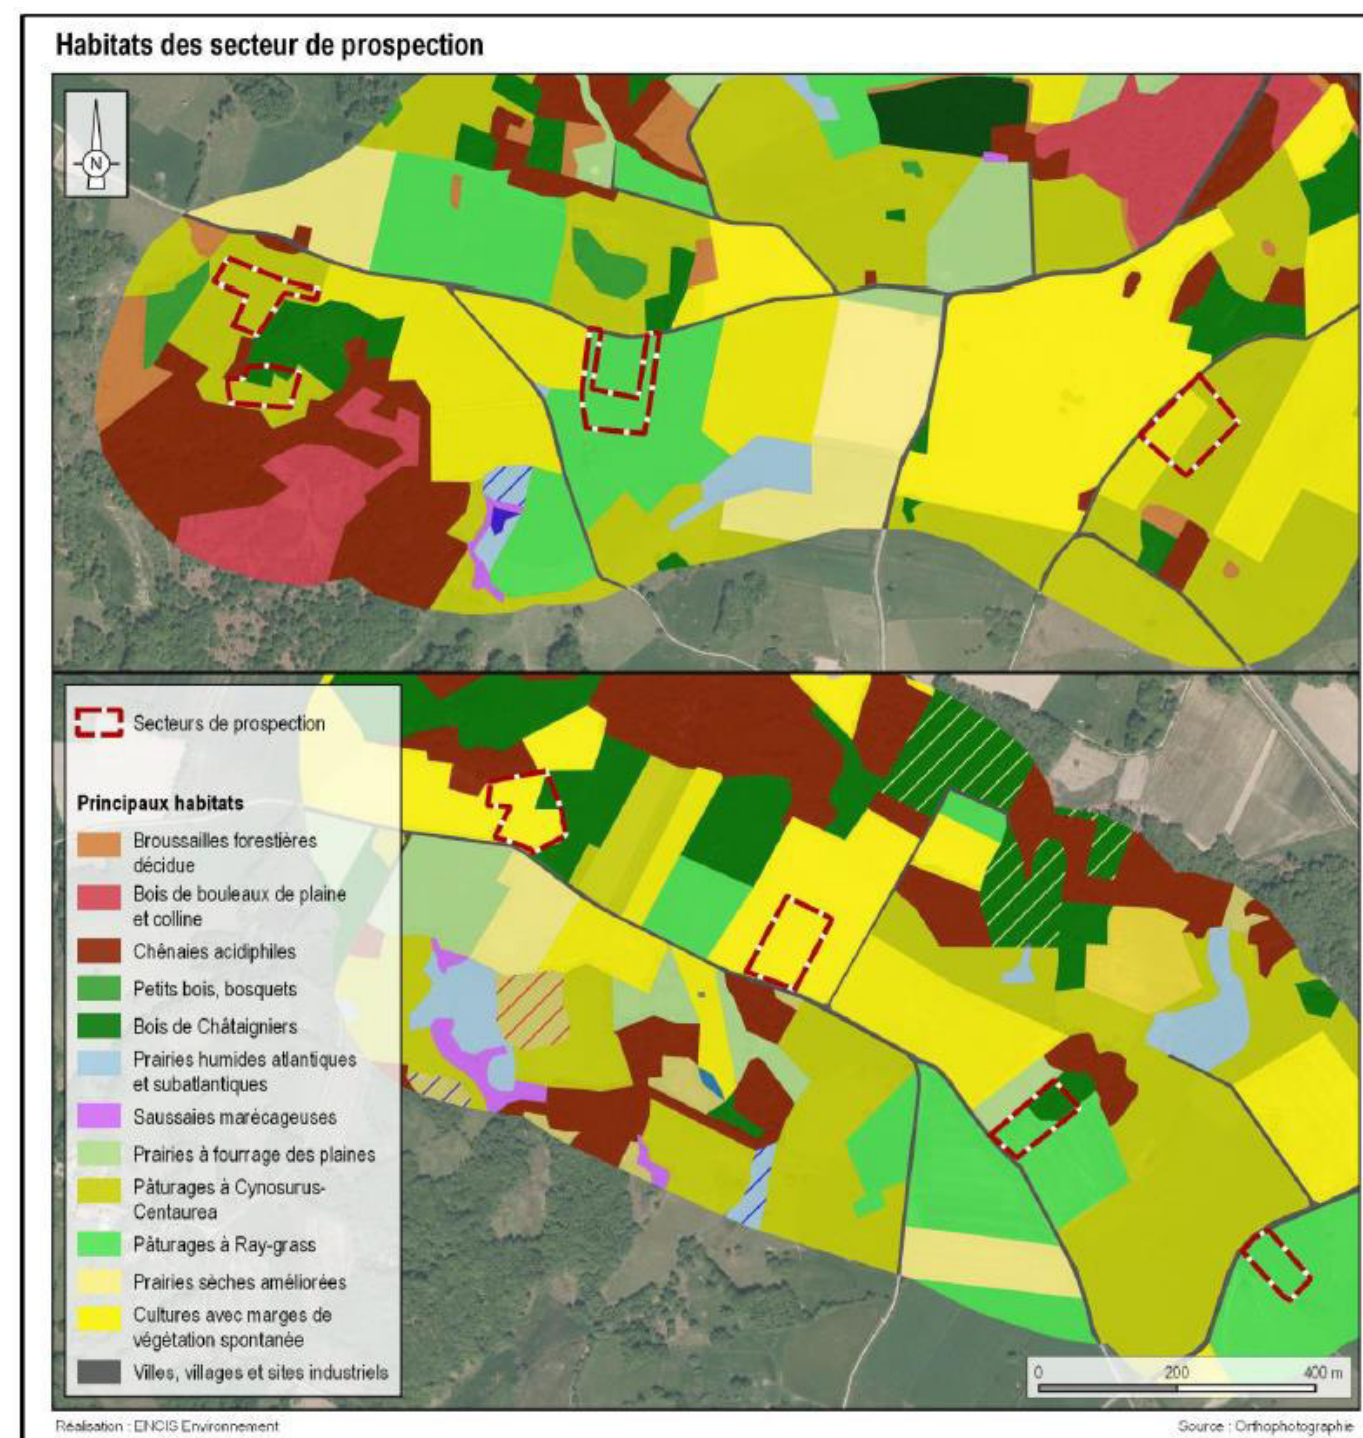 Habitats des secteur de prospection
N
Secteurs de prospection
Principaux habitats
Broussailles forestières
décidue
Bois de bouleaux de plaine
et colline
Chênaies acidiphiles
Petits bois, bosquets
Bois de Châtaigniers
Prairies humides atlantiques
et subatlantiques
Saussaies marécageuses
Prairies à fourrage des plaines
Pâturages à Cynosurus-
Centaurea
Pâturages à Ray-grass
Prairies sèches améliorées
Cultures avec marges de
végétation spontanée
Villes, villages et sites industriels
0 200 400 m
Réalisation : ENCIS Environnement
Source : Orthophotographie